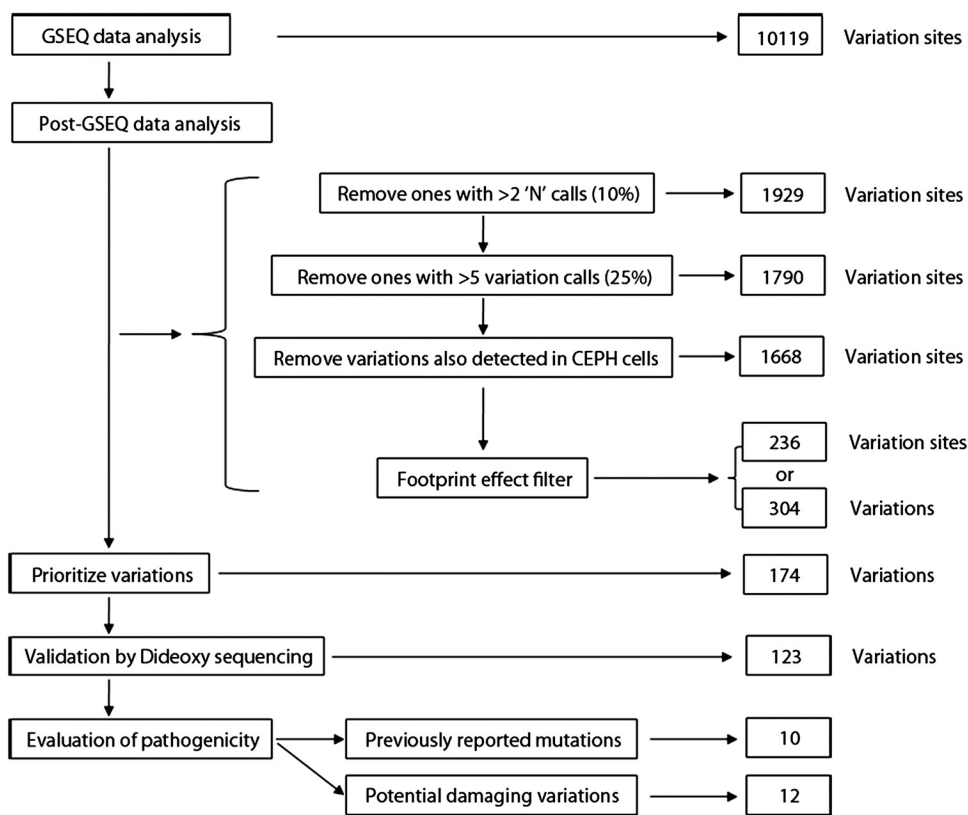 GSEQ data analysis 10119 Variation sites
Post-GSEQ data analysis
Remove ones with >2 'N' calls (10%) 1929 Variation sites
Remove ones with >5 variation calls (25%) 1790 Variation sites
Remove variations also detected in CEPH cells 1668 Variation sites
236 Variation sites
Footprint effect filter or
304 Variations
Prioritize variations 174 Variations
Validation by Dideoxy sequencing 123 Variations
Evaluation of pathogenicity Previously reported mutations 10
Potential damaging variations 12